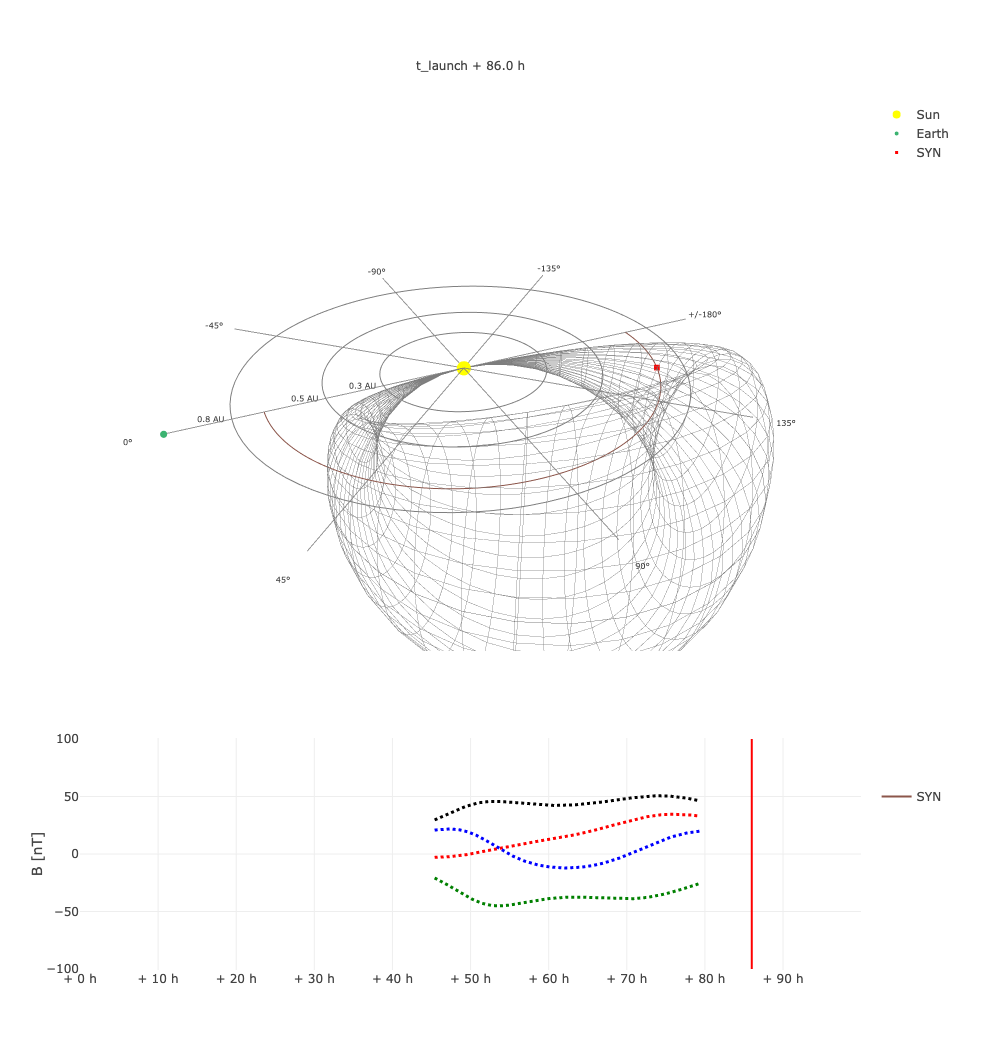 t_launch + 86.0 h
Sun
Earth
SYN
-90°
-135°
-45°
+/-180°
0.3 AU
0.5 AU
0.8 AU
0°
135°
45°
90°
100
50
0
−50
−100
B [nT]
+ 0 h
+ 10 h
+ 20 h
+ 30 h
+ 40 h
+ 50 h
+ 60 h
+ 70 h
+ 80 h
+ 90 h
SYN